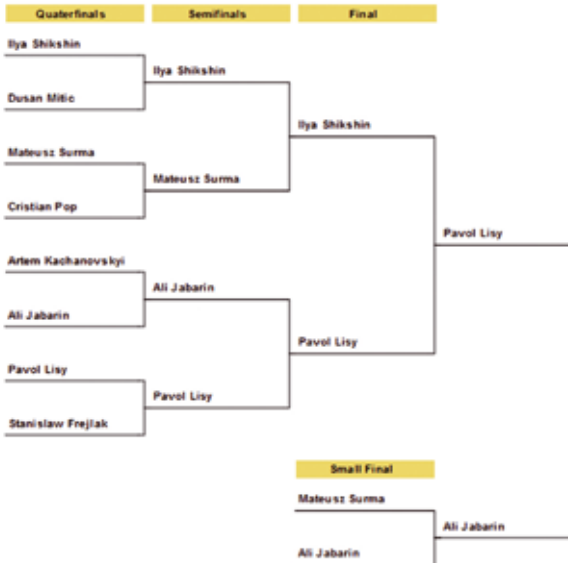 Quaterfinals
Semifinals
Final
Ilya Shikshin
Dusan Mitic
Mateusz Surma
Cristian Pop
Artem Kachanovskyi
Ali Jabarin
Pavol Lisy
Stanislaw Frejlak
Ilya Shikshin
Mateusz Surma
Ali Jabarin
Pavol Lisy
Ilya Shikshin
Pavol Lisy
Pavol Lisy
Small Final
Mateusz Surma
Ali Jabarin
Ali Jabarin